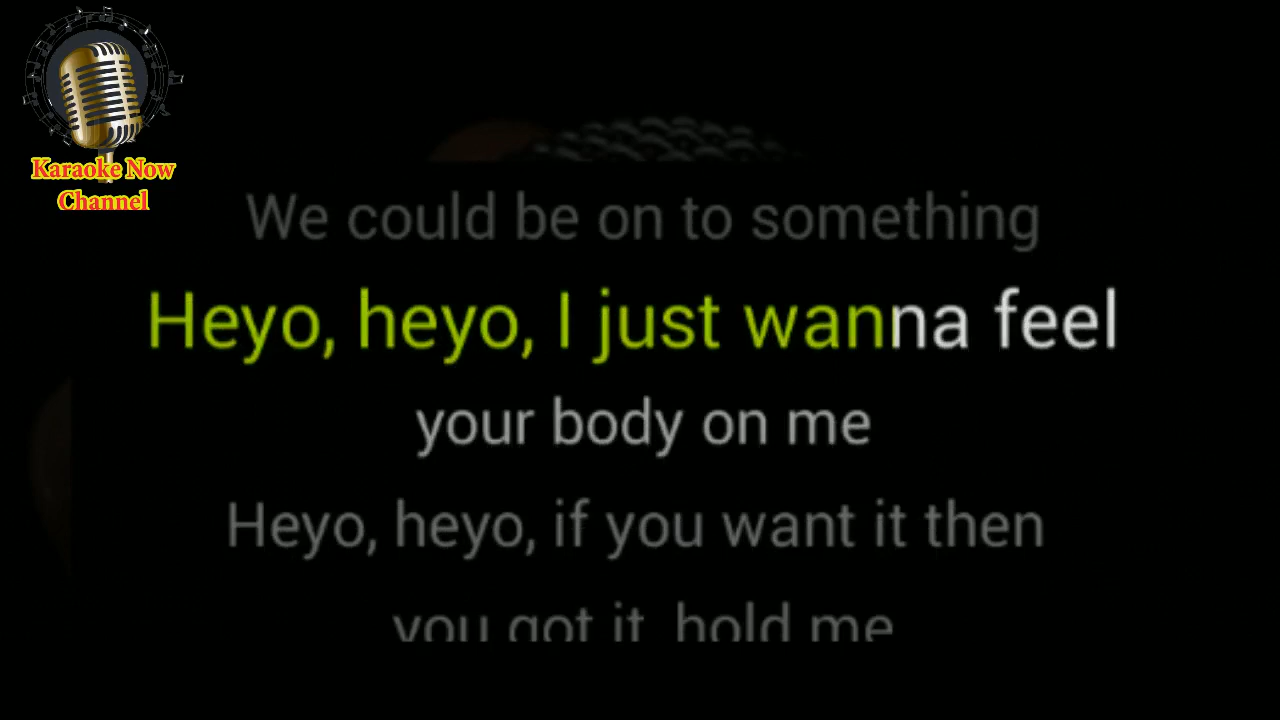 Karaoke Now
Channel
We could be on to something
Heyo, heyo, I just wanna feel
your body on me
Heyo, heyo, if you want it then
you got it, hold me